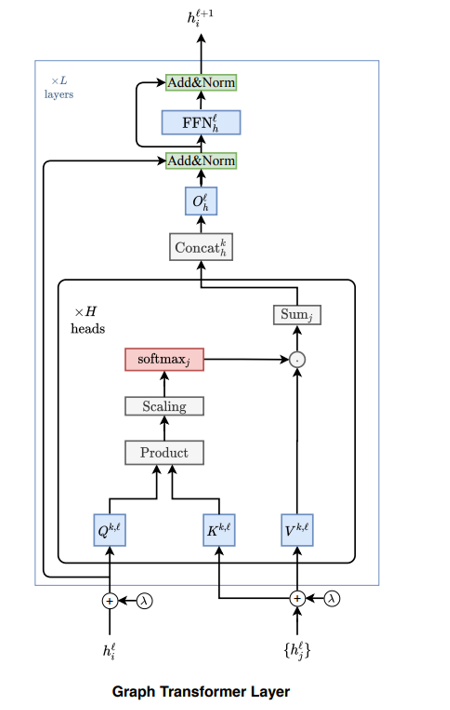 h_i^{ℓ+1}
×L
layers
Add&Norm
FFN_h^ℓ
Add&Norm
O_h^ℓ
Concat_h^k
×H
heads
Sum_j
softmax_j
·
Scaling
Product
Q^{k,ℓ} K^{k,ℓ} V^{k,ℓ}
+ λ + λ
h_i^ℓ {h_j^ℓ}
Graph Transformer Layer